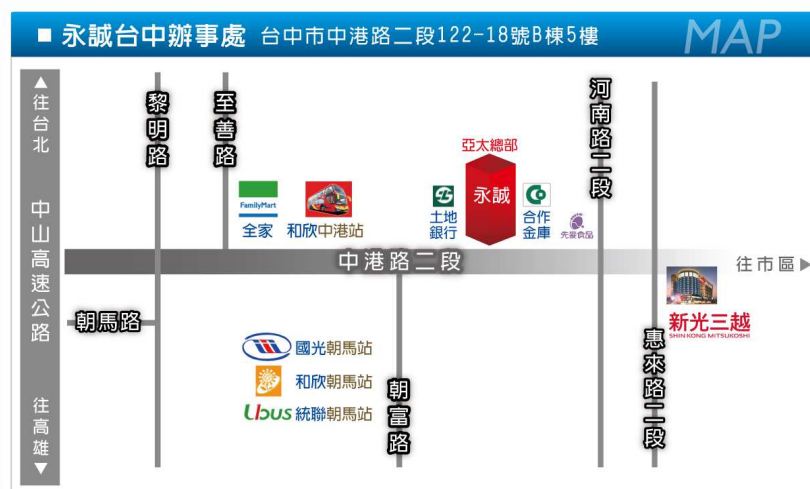 ■ 永誠台中辦事處 台中市中港路二段122-18號B棟5樓 MAP
▲往台北
中山高速公路
往高雄▼
黎明路
至善路
河南路二段
亞太總部
永誠
FamilyMart
全家
和欣中港站
土地
銀行
合作
金庫
先麥食品
中港路二段
往市區▶
朝馬路
新光三越
SHIN KONG MITSUKOSHI
國光朝馬站
和欣朝馬站
Ubus 統聯朝馬站
朝富路
惠來路二段